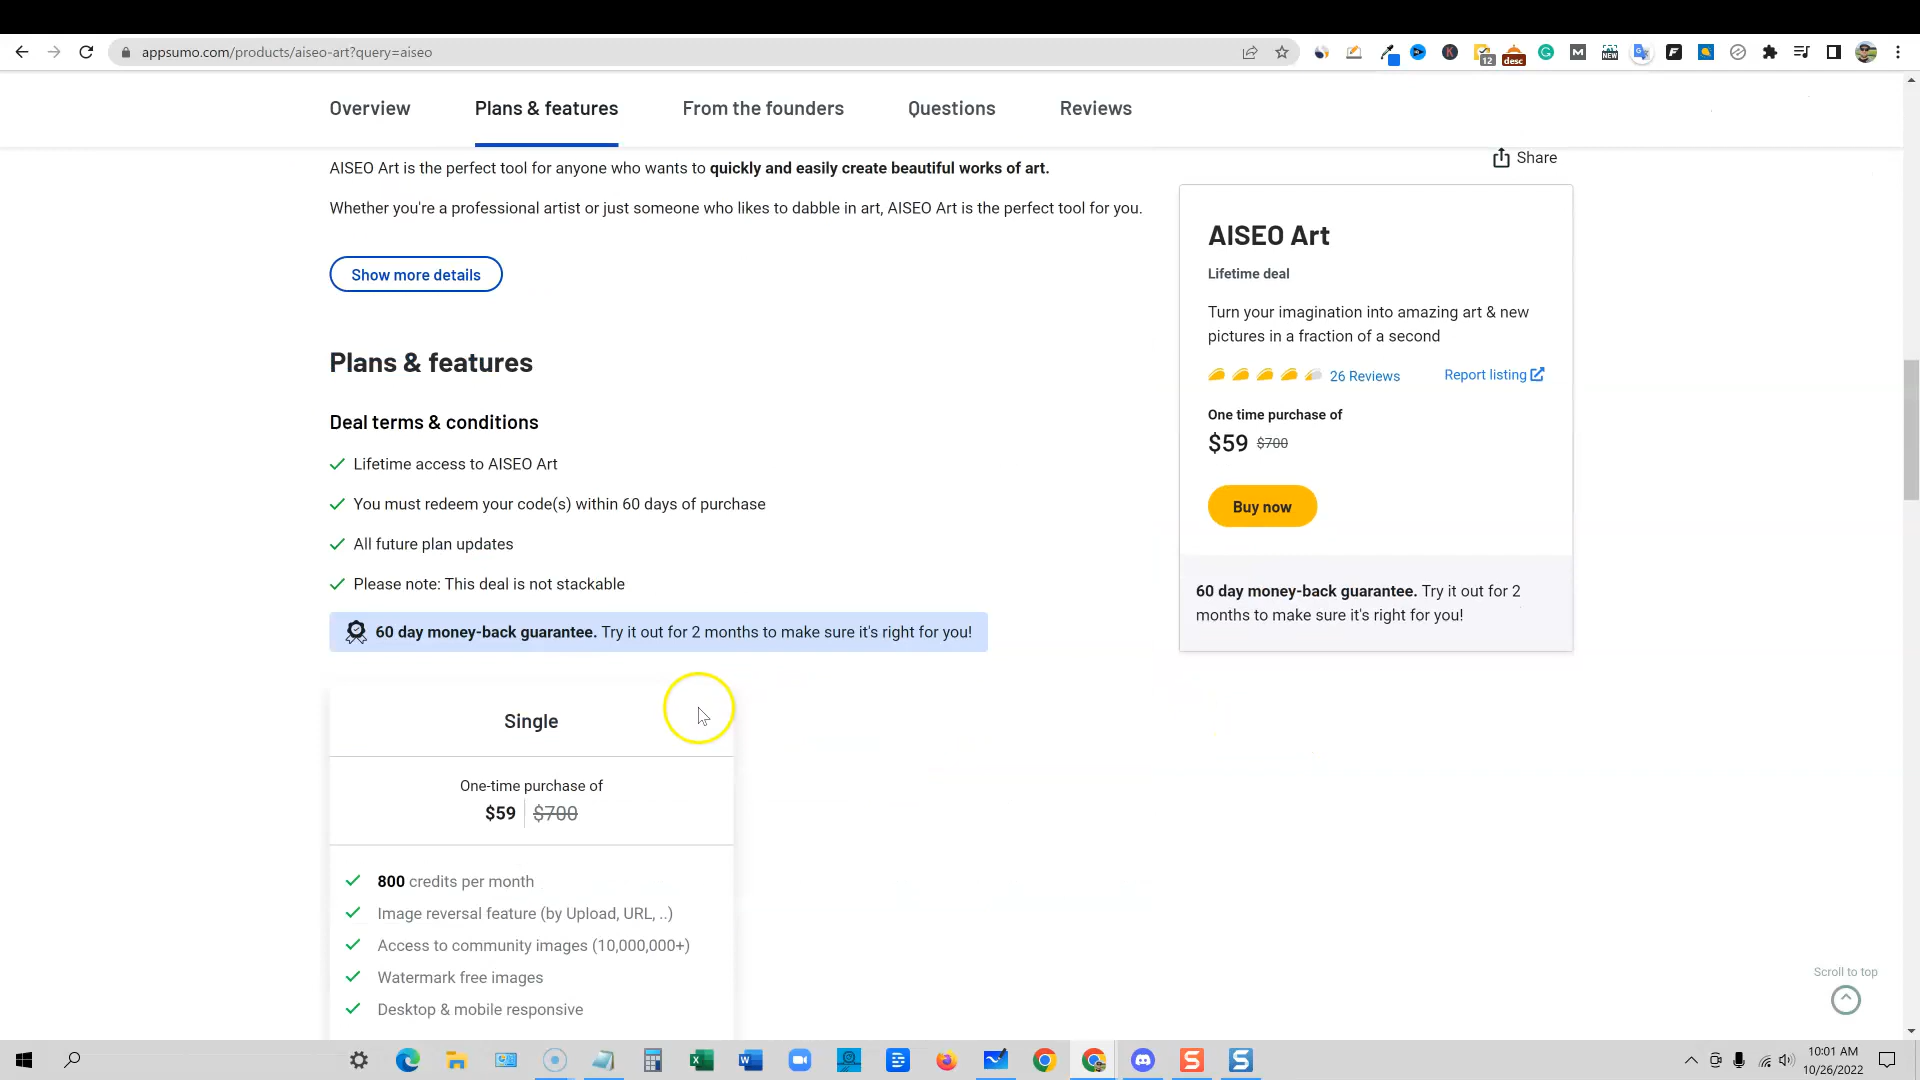 appsumo.com/products/aiseo-art?query=aiseo
12
desc
NEW
Overview
Plans & features
From the founders
Questions
Reviews
AISEO Art is the perfect tool for anyone who wants to quickly and easily create beautiful works of art.
Whether you're a professional artist or just someone who likes to dabble in art, AISEO Art is the perfect tool for you.
Show more details
Plans & features
Deal terms & conditions
Lifetime access to AISEO Art
You must redeem your code(s) within 60 days of purchase
All future plan updates
Please note: This deal is not stackable
60 day money-back guarantee. Try it out for 2 months to make sure it's right for you!
Single
One-time purchase of
$59 $700
800 credits per month
Image reversal feature (by Upload, URL, ..)
Access to community images (10,000,000+)
Watermark free images
Desktop & mobile responsive
Share
AISEO Art
Lifetime deal
Turn your imagination into amazing art & new
pictures in a fraction of a second
26 Reviews
Report listing
One time purchase of
$59 $700
Buy now
60 day money-back guarantee. Try it out for 2
months to make sure it's right for you!
Scroll to top
10:01 AM
10/26/2022